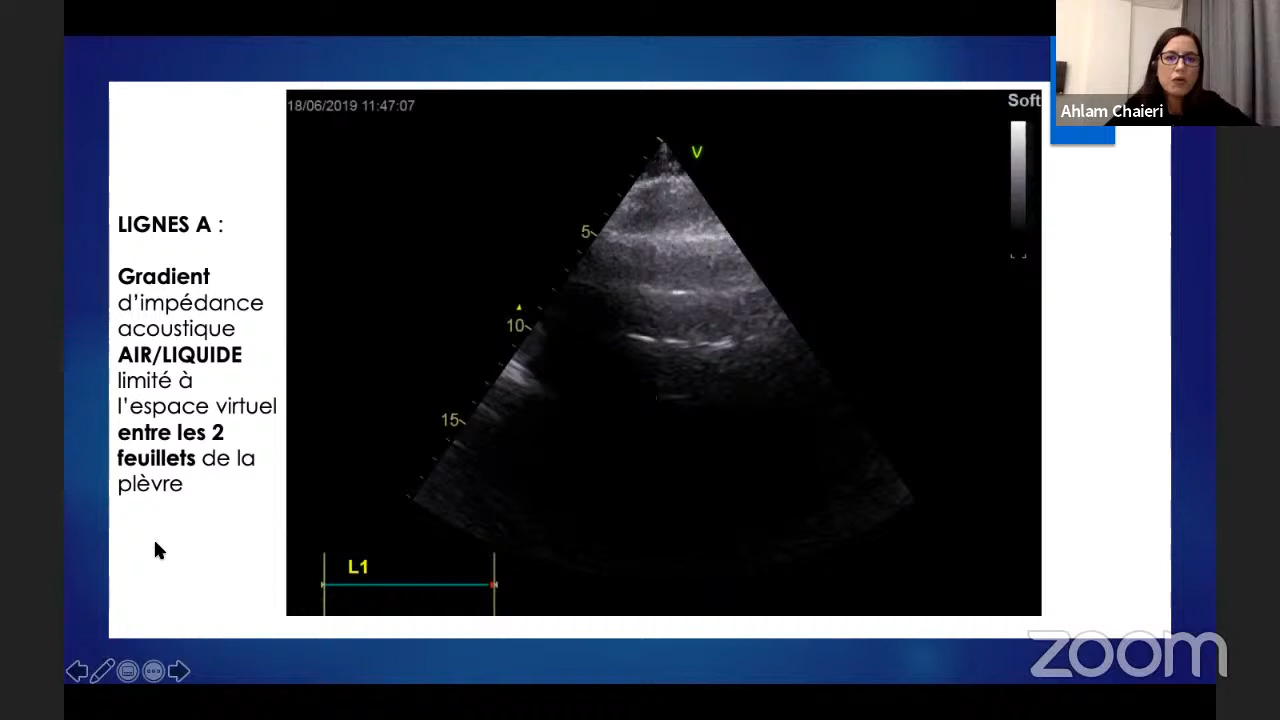 18/06/2019 11:47:07
Soft
V
Ahlam Chaieri
LIGNES A :
Gradient
d'impédance
acoustique
AIR/LIQUIDE
limité à
l'espace virtuel
entre les 2
feuillets de la
plèvre
5
10
15
L1
zoom